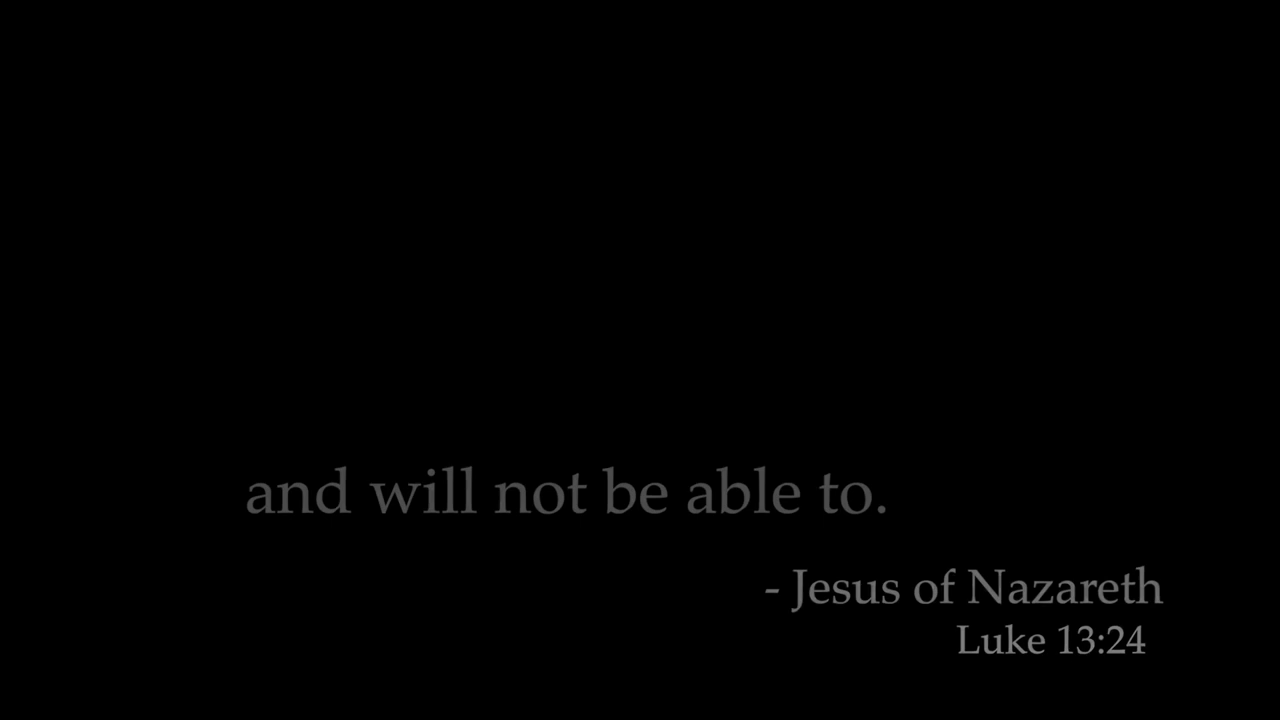 and will not be able to.
- Jesus of Nazareth
Luke 13:24